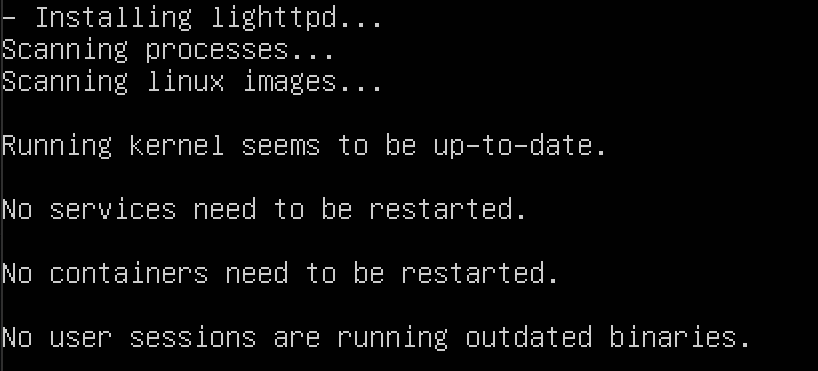 - Installing lighttpd...
Scanning processes...
Scanning linux images...
Running kernel seems to be up-to-date.
No services need to be restarted.
No containers need to be restarted.
No user sessions are running outdated binaries.